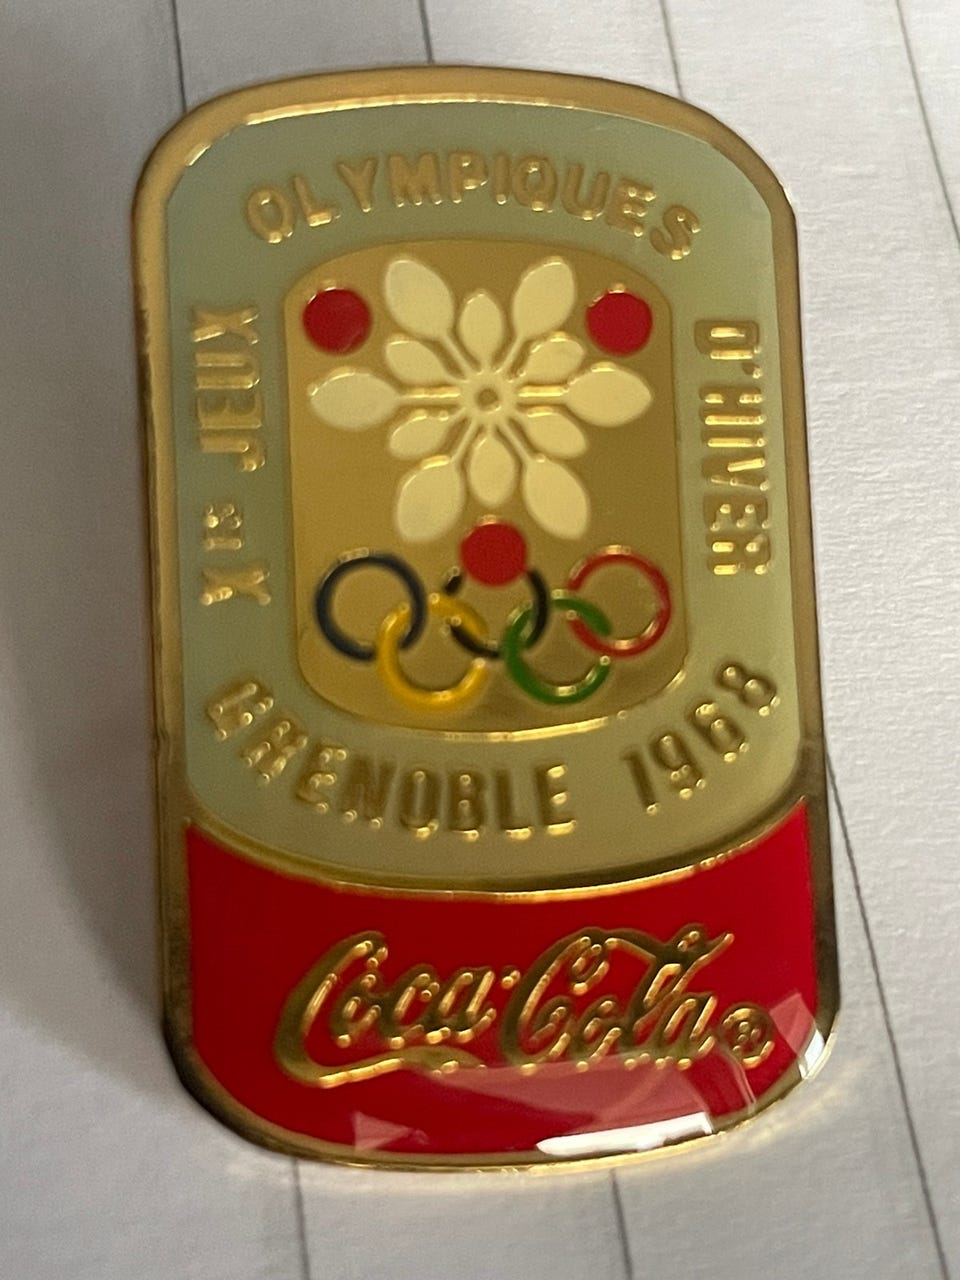 Xes JEUX
OLYMPIQUES
D'HIVER
GRENOBLE 1968
Coca-Cola®